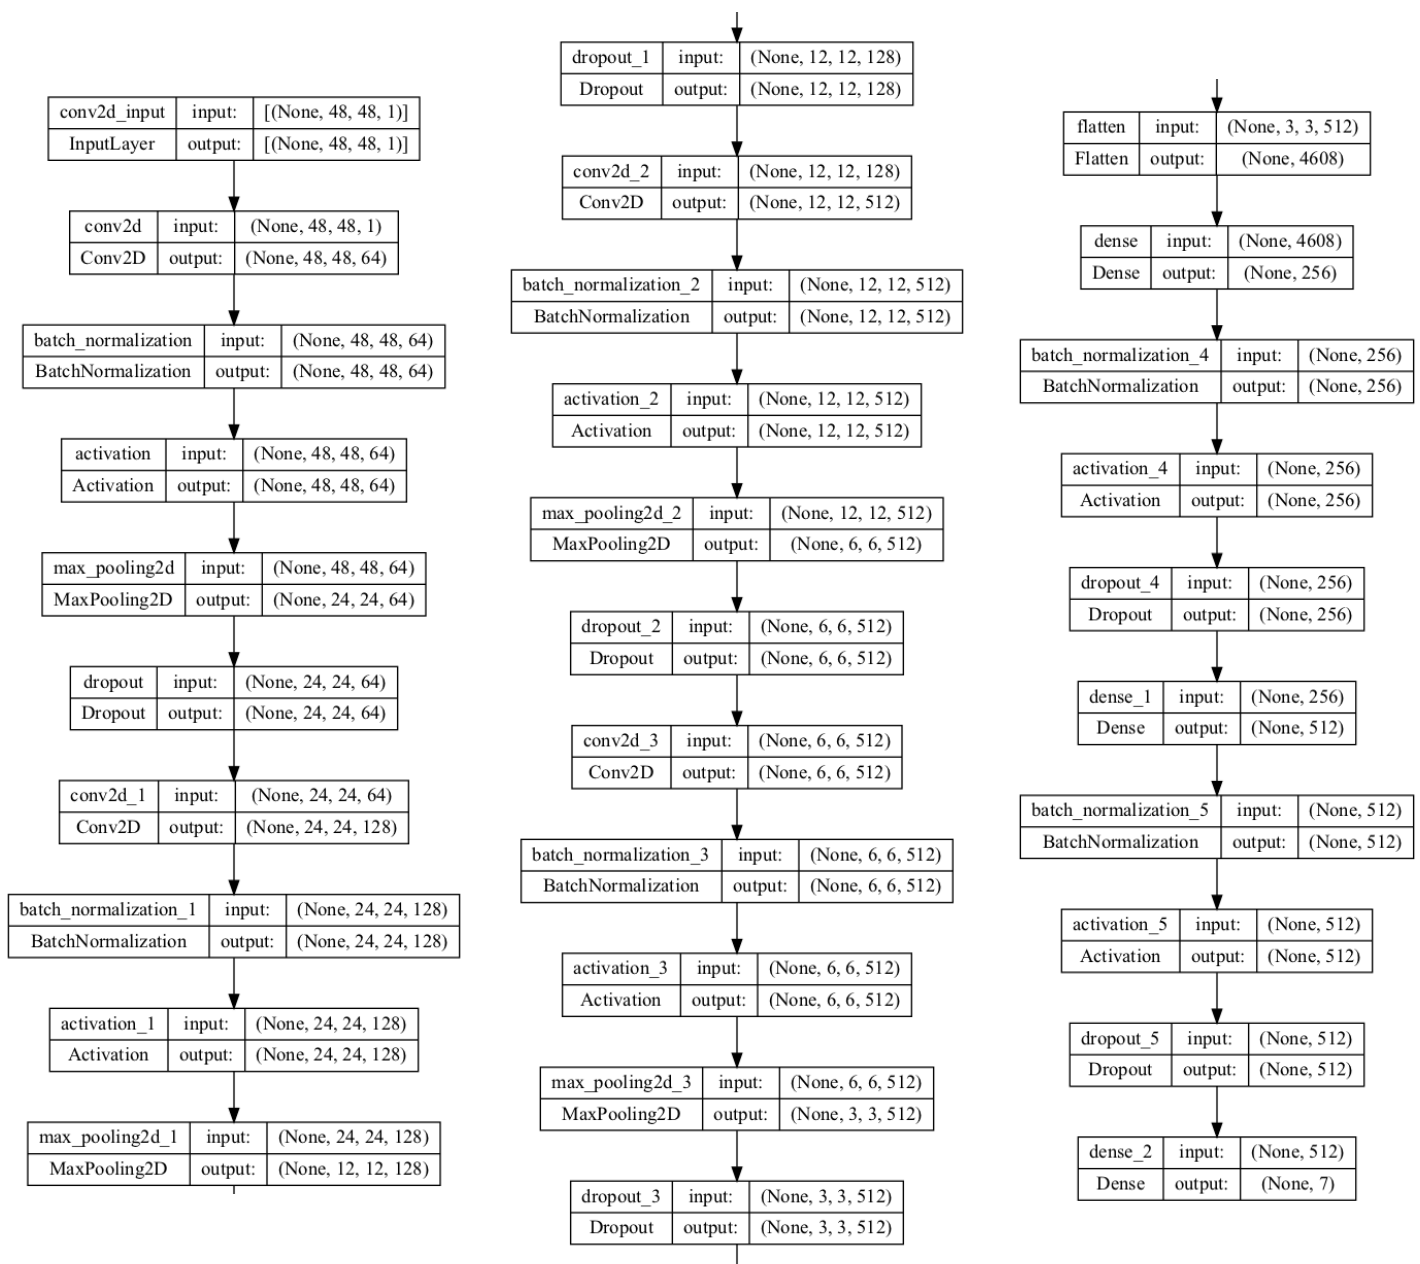 conv2d_input input: [(None, 48, 48, 1)]
InputLayer output: [(None, 48, 48, 1)]
conv2d input: (None, 48, 48, 1)
Conv2D output: (None, 48, 48, 64)
batch_normalization input: (None, 48, 48, 64)
BatchNormalization output: (None, 48, 48, 64)
activation input: (None, 48, 48, 64)
Activation output: (None, 48, 48, 64)
max_pooling2d input: (None, 48, 48, 64)
MaxPooling2D output: (None, 24, 24, 64)
dropout input: (None, 24, 24, 64)
Dropout output: (None, 24, 24, 64)
conv2d_1 input: (None, 24, 24, 64)
Conv2D output: (None, 24, 24, 128)
batch_normalization_1 input: (None, 24, 24, 128)
BatchNormalization output: (None, 24, 24, 128)
activation_1 input: (None, 24, 24, 128)
Activation output: (None, 24, 24, 128)
max_pooling2d_1 input: (None, 24, 24, 128)
MaxPooling2D output: (None, 12, 12, 128)
dropout_1 input: (None, 12, 12, 128)
Dropout output: (None, 12, 12, 128)
conv2d_2 input: (None, 12, 12, 128)
Conv2D output: (None, 12, 12, 512)
batch_normalization_2 input: (None, 12, 12, 512)
BatchNormalization output: (None, 12, 12, 512)
activation_2 input: (None, 12, 12, 512)
Activation output: (None, 12, 12, 512)
max_pooling2d_2 input: (None, 12, 12, 512)
MaxPooling2D output: (None, 6, 6, 512)
dropout_2 input: (None, 6, 6, 512)
Dropout output: (None, 6, 6, 512)
conv2d_3 input: (None, 6, 6, 512)
Conv2D output: (None, 6, 6, 512)
batch_normalization_3 input: (None, 6, 6, 512)
BatchNormalization output: (None, 6, 6, 512)
activation_3 input: (None, 6, 6, 512)
Activation output: (None, 6, 6, 512)
max_pooling2d_3 input: (None, 6, 6, 512)
MaxPooling2D output: (None, 3, 3, 512)
dropout_3 input: (None, 3, 3, 512)
Dropout output: (None, 3, 3, 512)
flatten input: (None, 3, 3, 512)
Flatten output: (None, 4608)
dense input: (None, 4608)
Dense output: (None, 256)
batch_normalization_4 input: (None, 256)
BatchNormalization output: (None, 256)
activation_4 input: (None, 256)
Activation output: (None, 256)
dropout_4 input: (None, 256)
Dropout output: (None, 256)
dense_1 input: (None, 256)
Dense output: (None, 512)
batch_normalization_5 input: (None, 512)
BatchNormalization output: (None, 512)
activation_5 input: (None, 512)
Activation output: (None, 512)
dropout_5 input: (None, 512)
Dropout output: (None, 512)
dense_2 input: (None, 512)
Dense output: (None, 7)